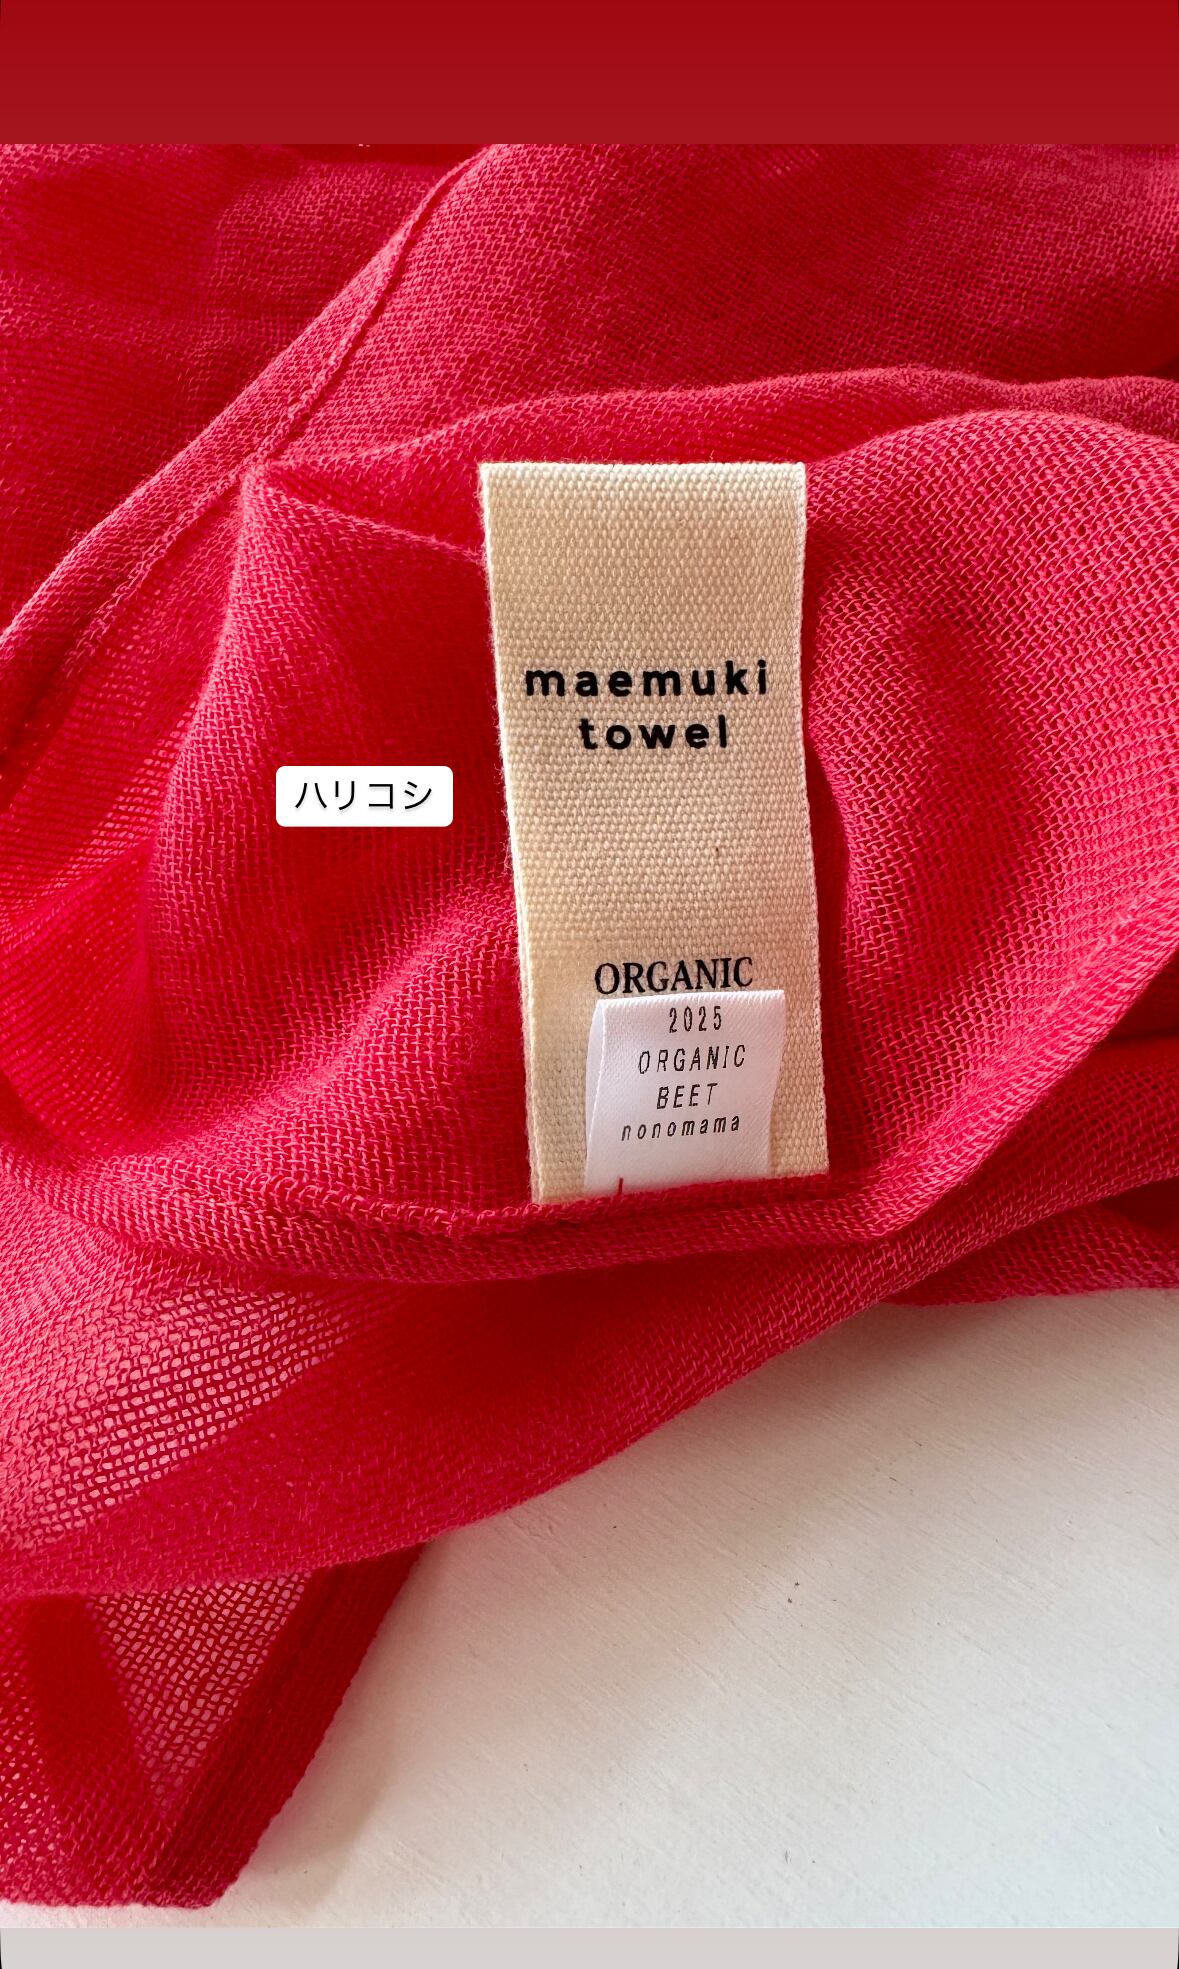 maemuki
towel
ハリコシ
ORGANIC
2025
ORGANIC
BEET
nonomama